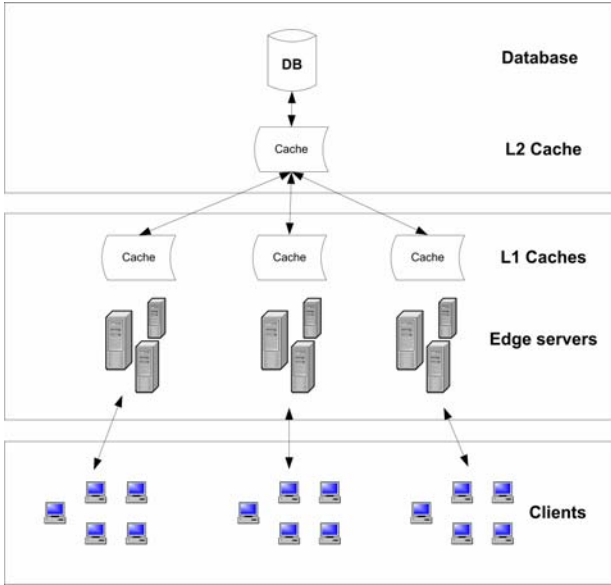 DB
Database
Cache
L2 Cache
Cache
Cache
Cache
L1 Caches
Edge servers
Clients